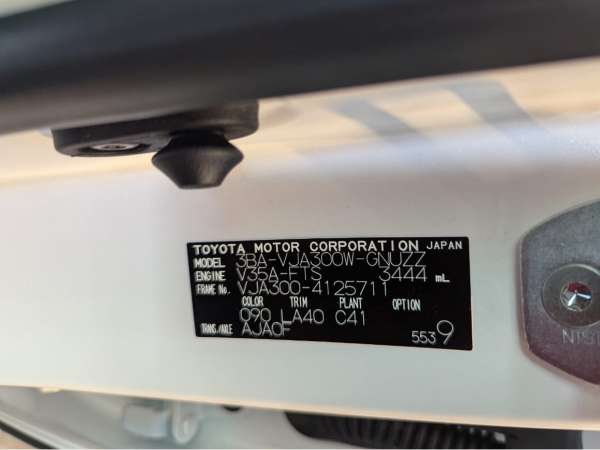 TOYOTA MOTOR CORPORATION JAPAN
MODEL 3BA-VJA300W-GNUZZ
ENGINE V35A-FTS 3444 mL
FRAME No. VJA300-4125711
COLOR TRIM PLANT OPTION
090 LA40 C41
TRANS./AXLE AJA0F
5539